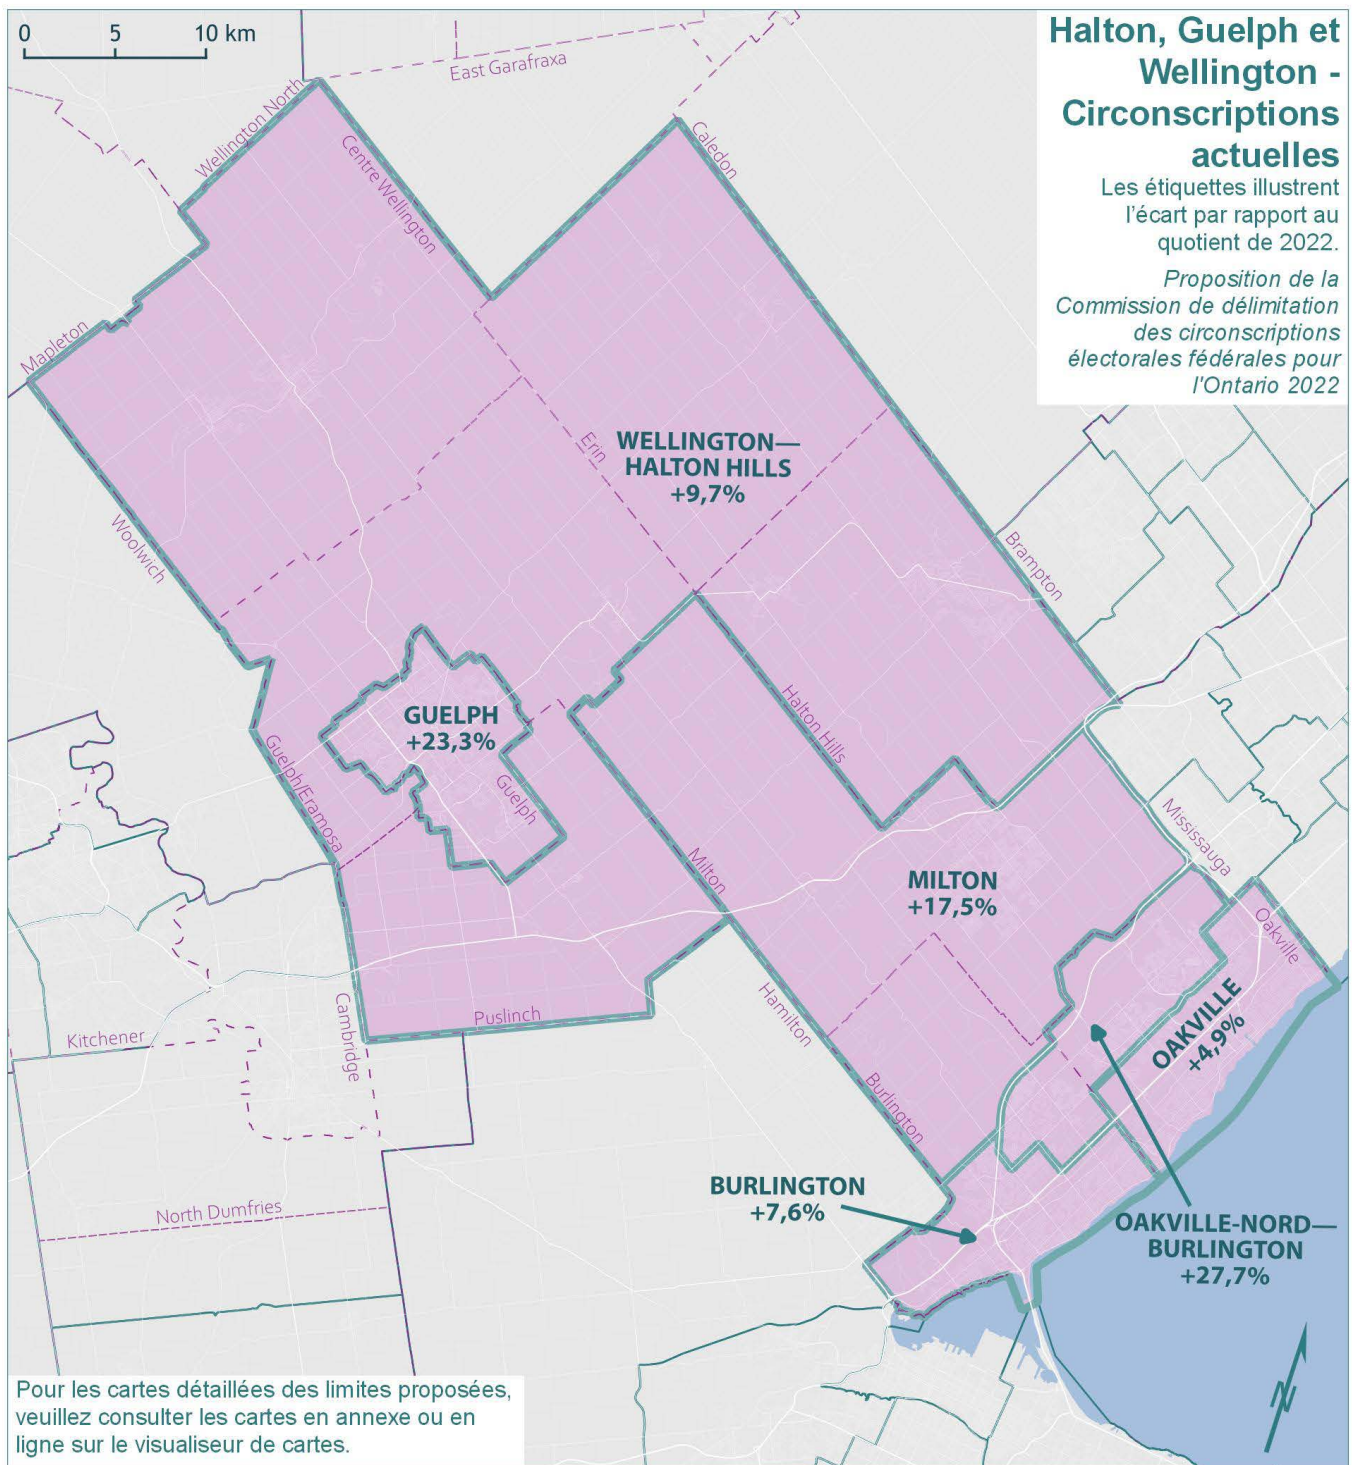 0 5 10 km
Halton, Guelph et
Wellington -
Circonscriptions
actuelles
Les étiquettes illustrent
l'écart par rapport au
quotient de 2022.
Proposition de la
Commission de délimitation
des circonscriptions
électorales fédérales pour
l'Ontario 2022
East Garafraxa
Wellington North
Centre Wellington
Caledon
Mapleton
Erin
WELLINGTON—
HALTON HILLS
+9,7%
Woolwich
Brampton
GUELPH
+23,3%
Guelph
Guelph/Eramosa
Halton Hills
Mississauga
Milton
MILTON
+17,5%
Oakville
OAKVILLE
+4,9%
Puslinch
Cambridge
Kitchener
Hamilton
Burlington
North Dumfries
BURLINGTON
+7,6%
OAKVILLE-NORD—
BURLINGTON
+27,7%
N
Pour les cartes détaillées des limites proposées,
veuillez consulter les cartes en annexe ou en
ligne sur le visualiseur de cartes.